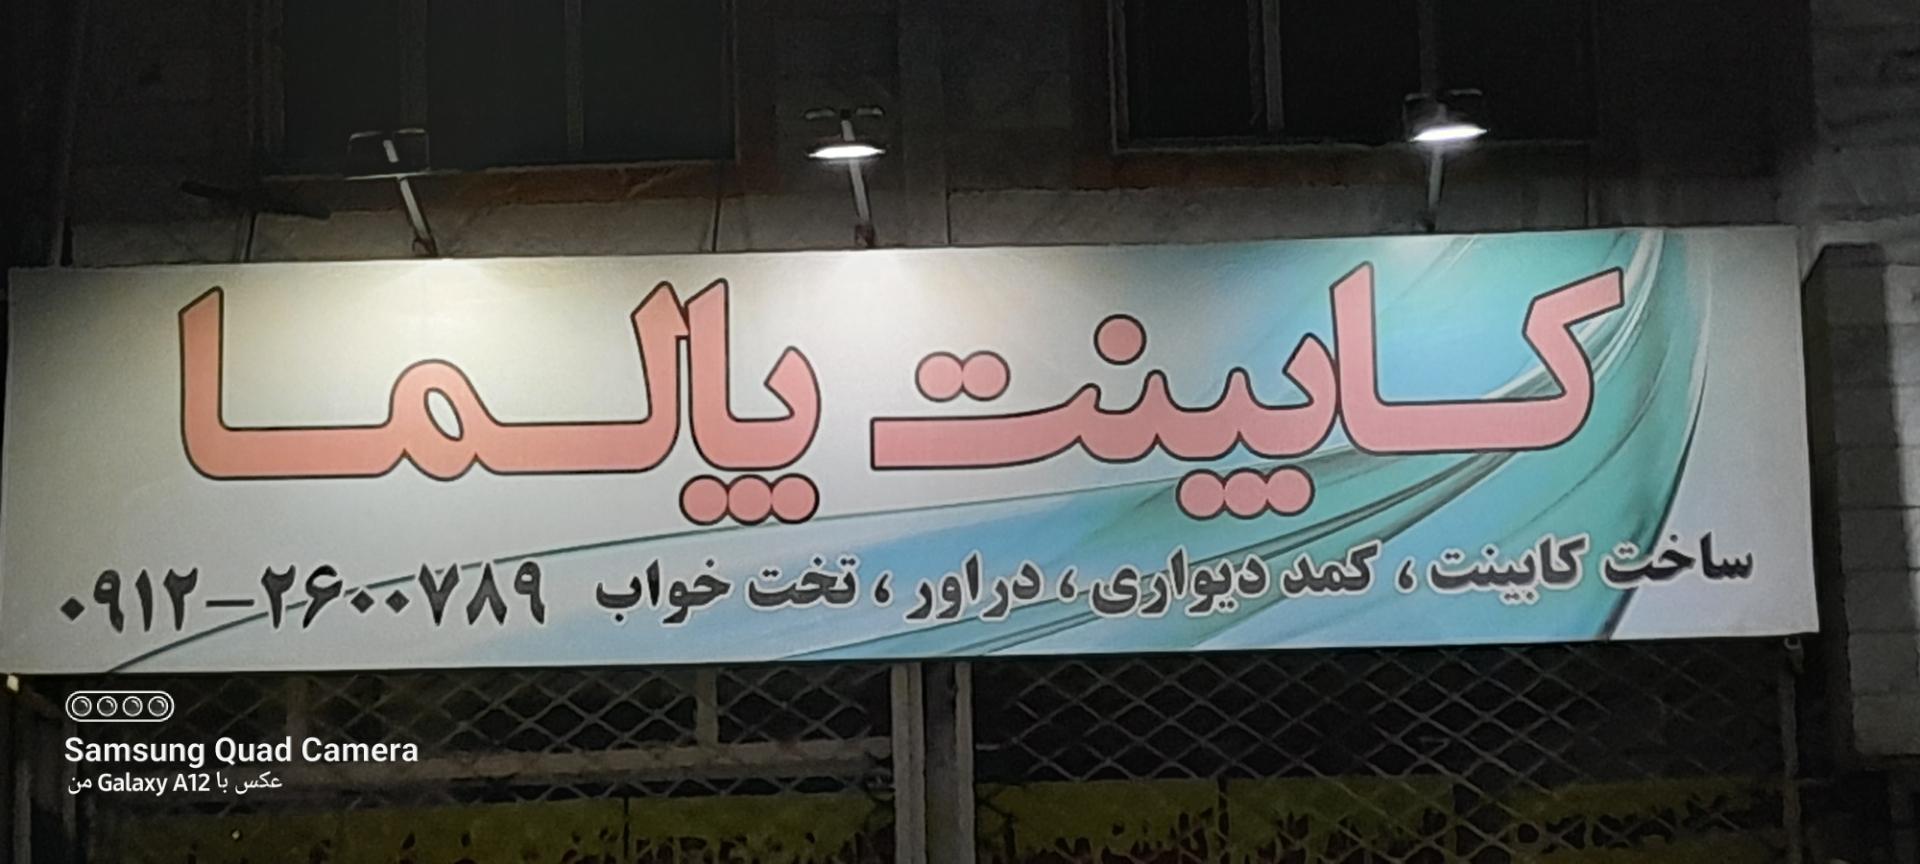 کابینت پالما
ساخت کابینت ، کمد دیواری ، دراور ، تخت خواب ۰۹۱۲-۲۶۰۰۷۸۹
Samsung Quad Camera
عکس با Galaxy A12 من